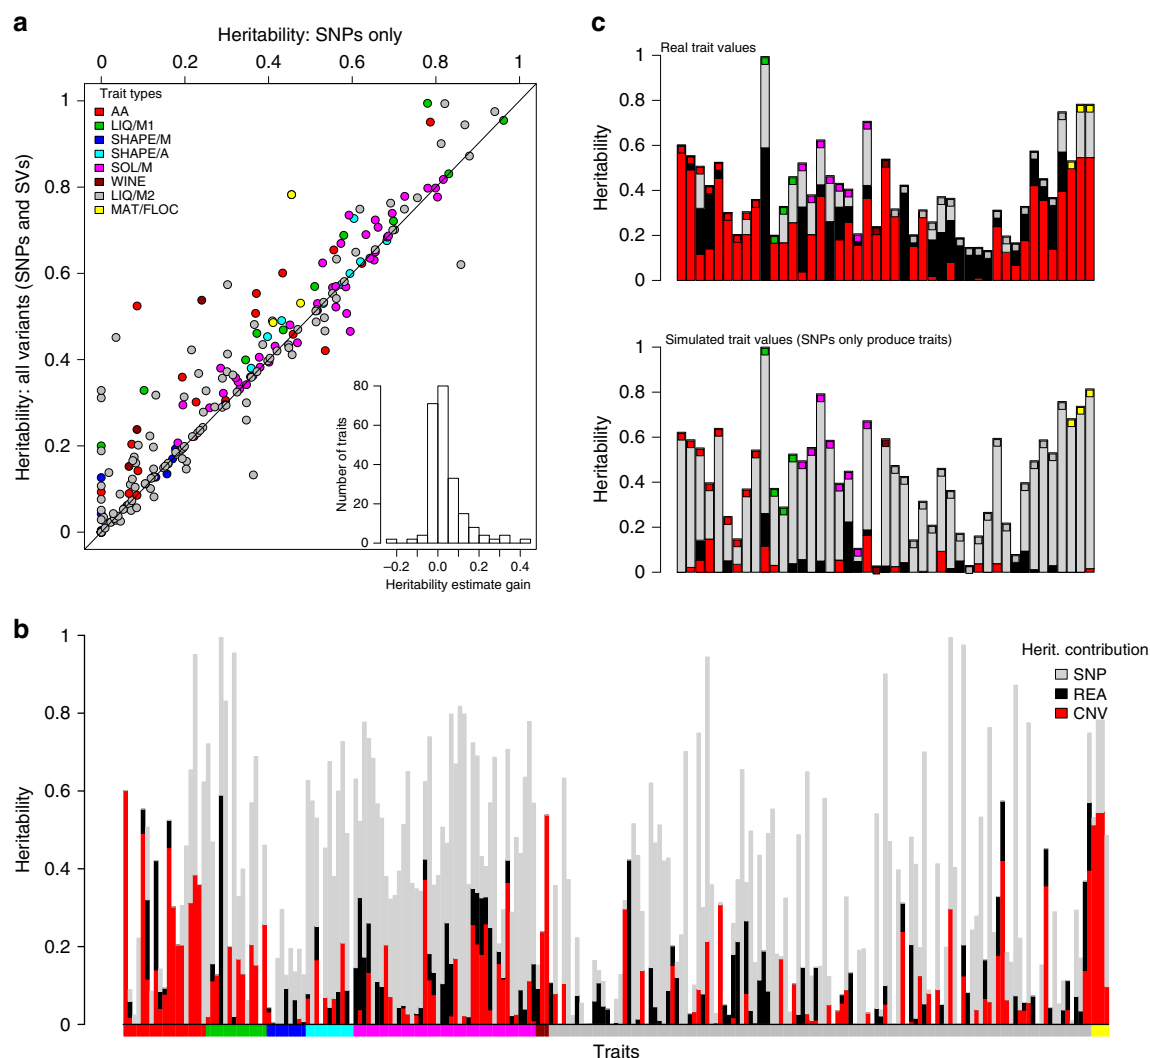 a
Heritability: SNPs only
0 0.2 0.4 0.6 0.8 1
Heritability: all variants (SNPs and SVs)
1
0.8
0.6
0.4
0.2
0
Trait types
AA
LIQ/M1
SHAPE/M
SHAPE/A
SOL/M
WINE
LIQ/M2
MAT/FLOC
Number of traits
80
60
40
20
0
−0.2 0.0 0.2 0.4
Heritability estimate gain
c
Real trait values
Heritability
1
0.8
0.6
0.4
0.2
0
Simulated trait values (SNPs only produce traits)
Heritability
1
0.8
0.6
0.4
0.2
0
b
Heritability
1
0.8
0.6
0.4
0.2
0
Herit. contribution
SNP
REA
CNV
Traits